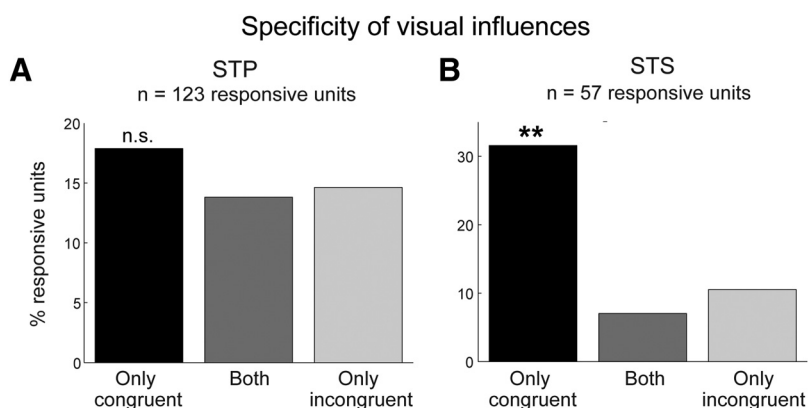 Specificity of visual influences
A
STP
n = 123 responsive units
% responsive units
20
15
10
5
0
n.s.
Only
congruent
Both
Only
incongruent
B
STS
n = 57 responsive units
30
20
10
0
**
Only
congruent
Both
Only
incongruent